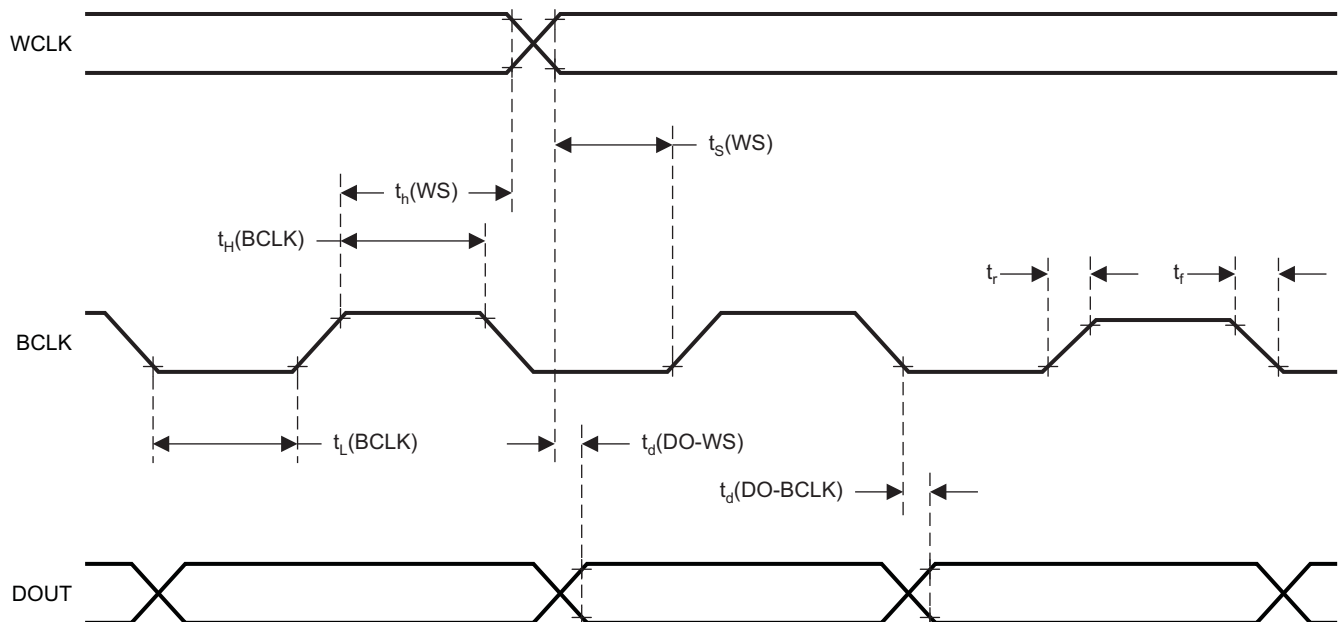 WCLK
tS(WS)
th(WS)
tH(BCLK)
tr
tf
BCLK
tL(BCLK)
td(DO-WS)
td(DO-BCLK)
DOUT